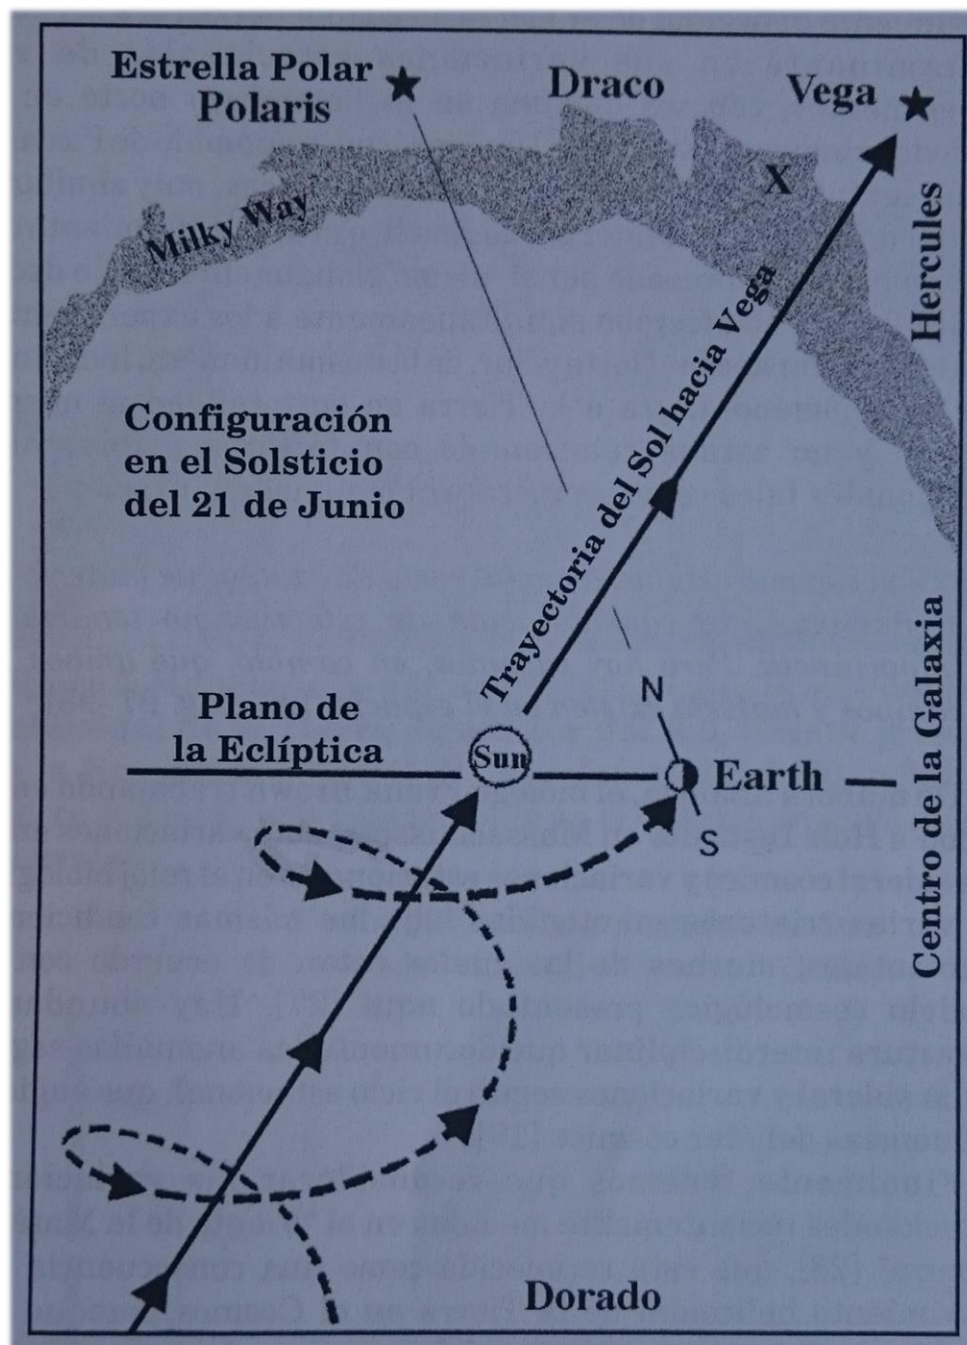 Estrella Polar
Polaris
Draco
Vega
X
Milky Way
Hercules
Trayectoria del Sol hacia Vega
Configuración
en el Solsticio
del 21 de Junio
Plano de
la Eclíptica
Sun
N
Earth
S
Centro de la Galaxia
Dorado